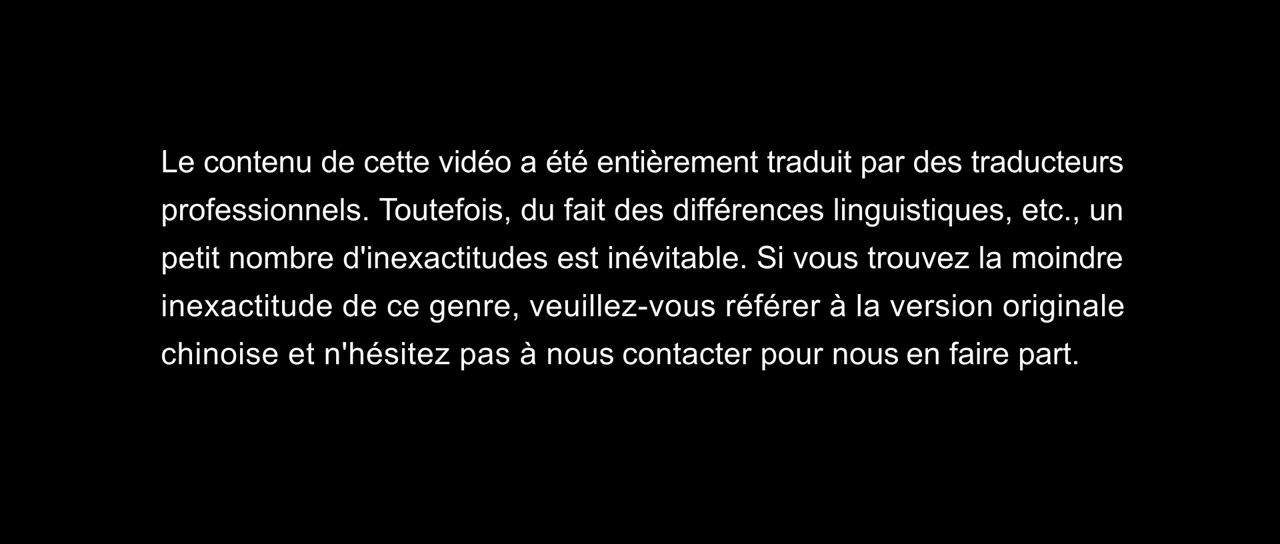 Le contenu de cette vidéo a été entièrement traduit par des traducteurs
professionnels. Toutefois, du fait des différences linguistiques, etc., un
petit nombre d'inexactitudes est inévitable. Si vous trouvez la moindre
inexactitude de ce genre, veuillez-vous référer à la version originale
chinoise et n'hésitez pas à nous contacter pour nous en faire part.